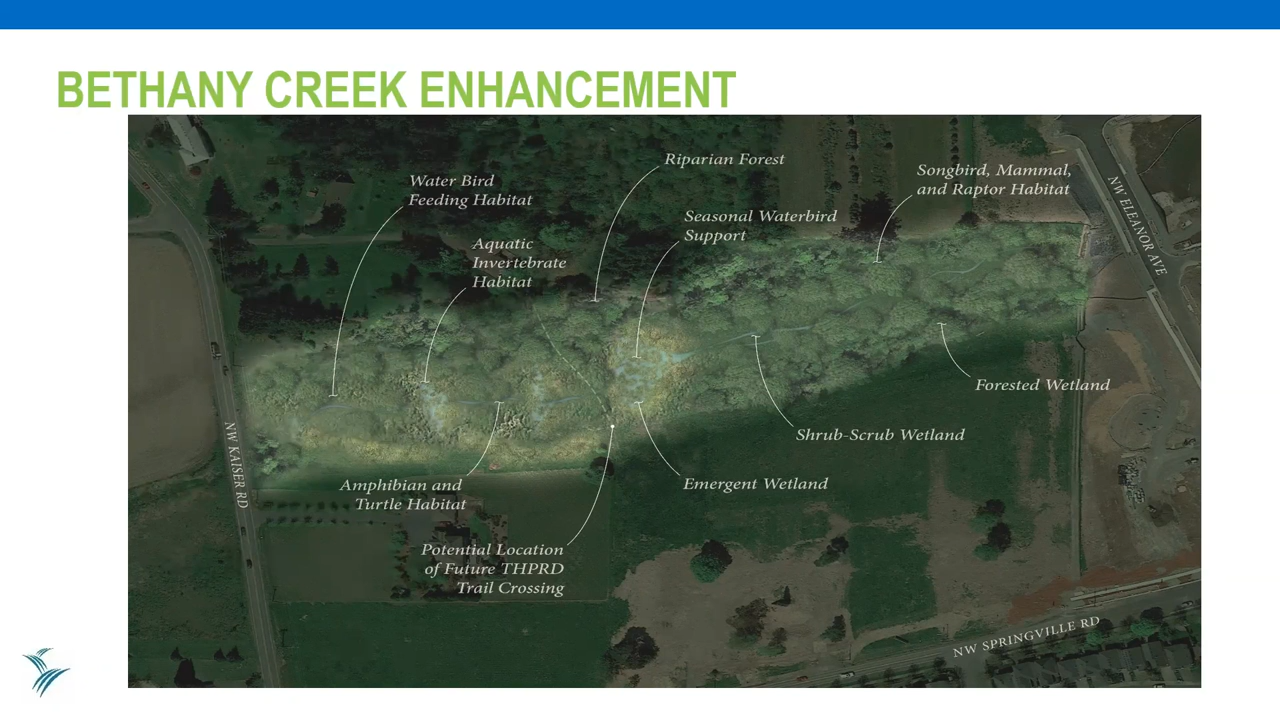 BETHANY CREEK ENHANCEMENT
Riparian Forest
Songbird, Mammal,
and Raptor Habitat
Water Bird
Feeding Habitat
Seasonal Waterbird
Support
Aquatic
Invertebrate
Habitat
NW ELEANOR AVE
Forested Wetland
Shrub-Scrub Wetland
NW KAISER RD
Amphibian and
Turtle Habitat
Emergent Wetland
Potential Location
of Future THPRD
Trail Crossing
NW SPRINGVILLE RD